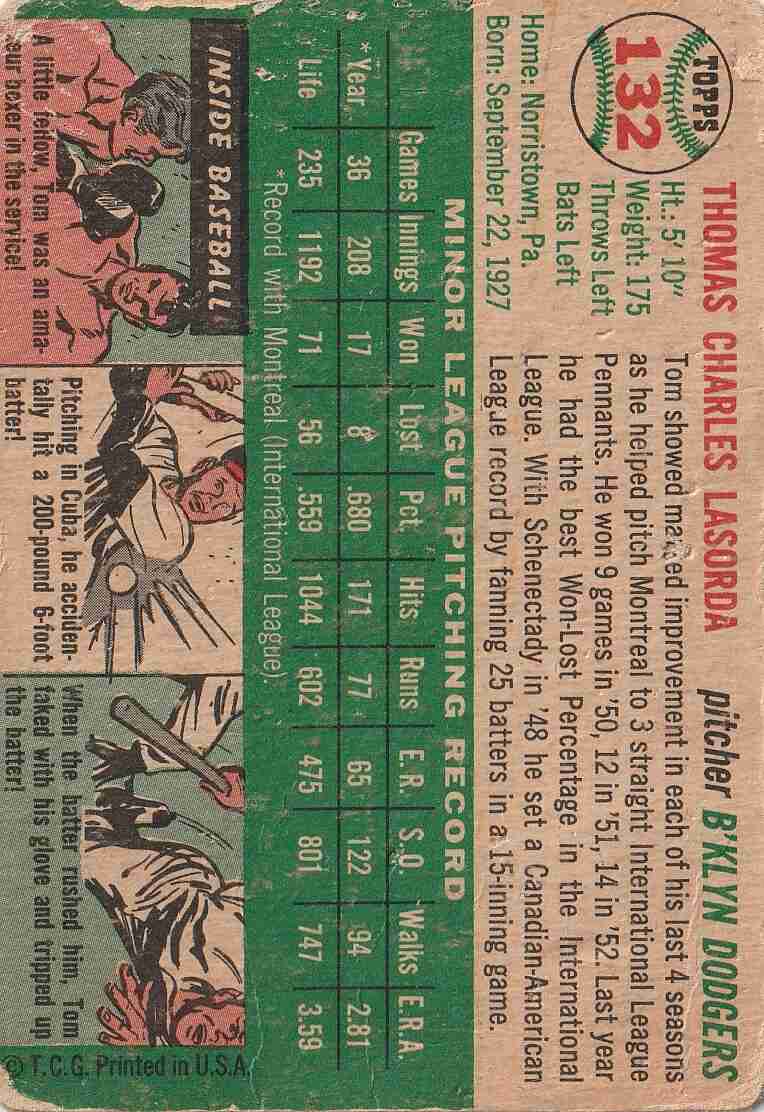 TOPPS
132
THOMAS CHARLES LASORDA
pitcher B'KLYN DODGERS
Ht.: 5' 10"
Weight: 175
Throws Left
Bats Left
Home: Norristown, Pa.
Born: September 22, 1927
Tom showed marked improvement in each of his last 4 seasons
as he helped pitch Montreal to 3 straight International League
Pennants. He won 9 games in '50, 12 in '51, 14 in '52. Last year
he had the best Won-Lost Percentage in the International
League. With Schenectady in '48 he set a Canadian-American
League record by fanning 25 batters in a 15-inning game.
MINOR LEAGUE PITCHING RECORD
Games Innings Won Lost Pct. Hits Runs E.R. S.O. Walks E.R.A.
*Year 36 208 17 8 .680 171 77 65 122 94 2.81
Life 235 1192 71 56 .559 1044 602 475 801 747 3.59
*Record with Montreal (International League).
INSIDE BASEBALL
A little fellow, Tom was an ama-
teur boxer in the service!
Pitching in Cuba, he acciden-
tally hit a 200-pound 6-foot
batter!
When the batter rushed him, Tom
faked with his glove and tripped up
the batter!
© T.C.G. Printed in U.S.A.